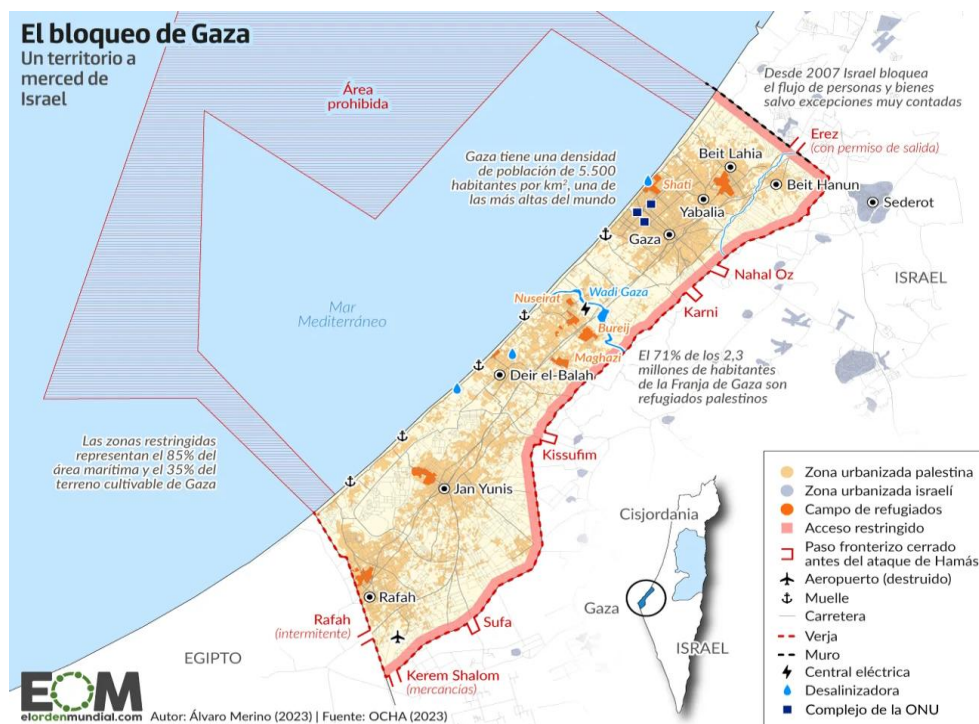 El bloqueo de Gaza
Un territorio a
merced de
Israel
Área
prohibida
Desde 2007 Israel bloquea
el flujo de personas y bienes
salvo excepciones muy contadas
Erez
(con permiso de salida)
Gaza tiene una densidad
de población de 5.500
habitantes por km², una de
las más altas del mundo
Beit Lahia
Shati
Beit Hanun
Yabalia
Sederot
Gaza
Nahal Oz
ISRAEL
Karni
Mar
Mediterráneo
Nuseirat
Wadi Gaza
Bureij
Maghazi
Deir el-Balah
El 71% de los 2,3
millones de habitantes
de la Franja de Gaza son
refugiados palestinos
Las zonas restringidas
representan el 85% del
área marítima y el 35% del
terreno cultivable de Gaza
Kissufim
Jan Yunis
Rafah
Rafah
(intermitente)
Sufa
EGIPTO
Kerem Shalom
(mercancías)
Cisjordania
Gaza
ISRAEL
Zona urbanizada palestina
Zona urbanizada israelí
Campo de refugiados
Acceso restringido
Paso fronterizo cerrado
antes del ataque de Hamás
Aeropuerto (destruido)
Muelle
Carretera
Verja
Muro
Central eléctrica
Desalinizadora
Complejo de la ONU
EOM
elordenmundial.com
Autor: Álvaro Merino (2023) | Fuente: OCHA (2023)